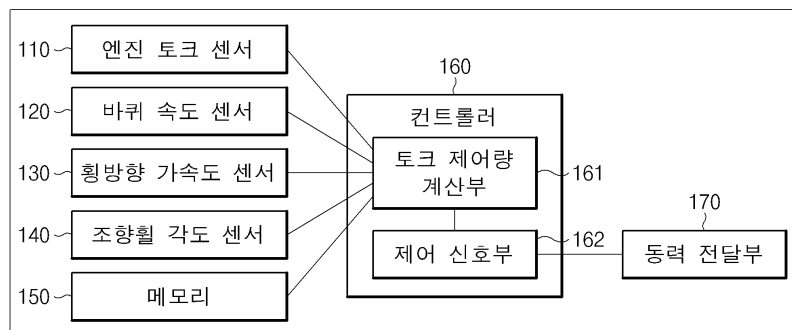 110 엔진 토크 센서
120 바퀴 속도 센서
130 횡방향 가속도 센서
140 조향휠 각도 센서
150 메모리
160
컨트롤러
토크 제어량
계산부 161
제어 신호부 162
170
동력 전달부